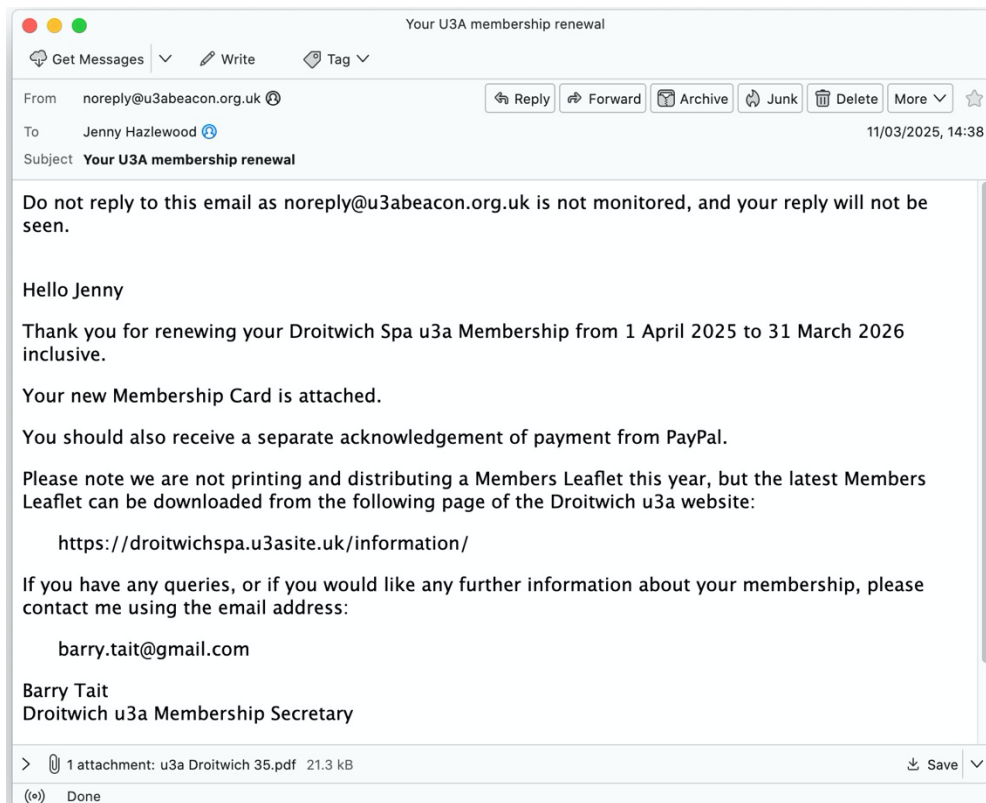 Your U3A membership renewal
Get Messages Write Tag
From noreply@u3abeacon.org.uk Reply Forward Archive Junk Delete More
To Jenny Hazlewood 11/03/2025, 14:38
Subject Your U3A membership renewal
Do not reply to this email as noreply@u3abeacon.org.uk is not monitored, and your reply will not be
seen.
Hello Jenny
Thank you for renewing your Droitwich Spa u3a Membership from 1 April 2025 to 31 March 2026
inclusive.
Your new Membership Card is attached.
You should also receive a separate acknowledgement of payment from PayPal.
Please note we are not printing and distributing a Members Leaflet this year, but the latest Members
Leaflet can be downloaded from the following page of the Droitwich u3a website:
https://droitwichspa.u3asite.uk/information/
If you have any queries, or if you would like any further information about your membership, please
contact me using the email address:
barry.tait@gmail.com
Barry Tait
Droitwich u3a Membership Secretary
1 attachment: u3a Droitwich 35.pdf 21.3 kB Save
Done